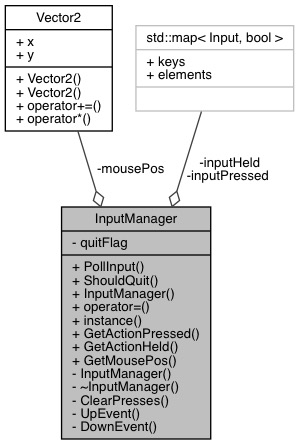 Vector2
+ x
+ y
+ Vector2()
+ Vector2()
+ operator+=()
+ operator*()
std::map< Input, bool >
+ keys
+ elements
-mousePos
-inputHeld
-inputPressed
InputManager
- quitFlag
+ PollInput()
+ ShouldQuit()
+ InputManager()
+ operator=()
+ instance()
+ GetActionPressed()
+ GetActionHeld()
+ GetMousePos()
- InputManager()
- ~InputManager()
- ClearPresses()
- UpEvent()
- DownEvent()